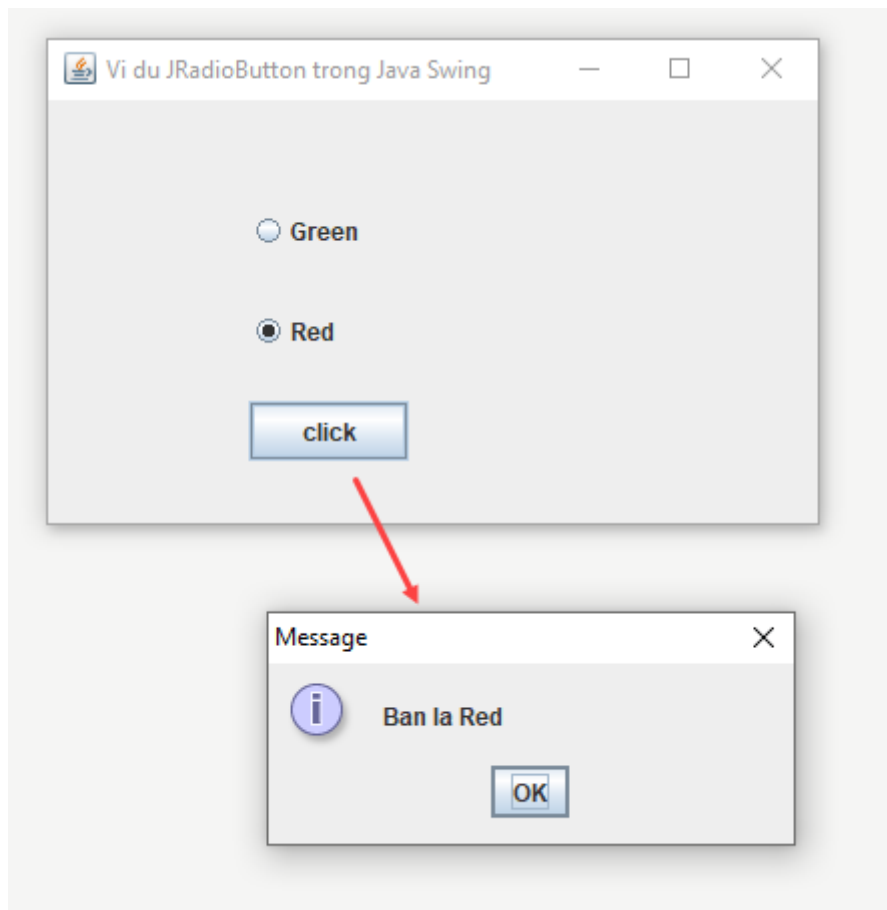 Vi du JRadioButton trong Java Swing
Green
Red
click
Message
Ban la Red
OK